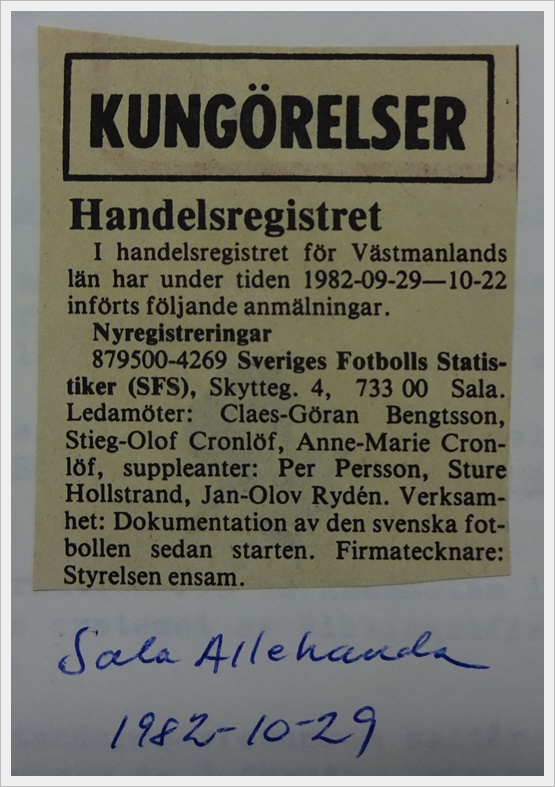 KUNGÖRELSER
Handelsregistret
I handelsregistret för Västmanlands
län har under tiden 1982-09-29—10-22
införts följande anmälningar.
Nyregistreringar
879500-4269 Sveriges Fotbolls Statis-
tiker (SFS), Skytteg. 4, 733 00 Sala.
Ledamöter: Claes-Göran Bengtsson,
Stieg-Olof Cronlöf, Anne-Marie Cron-
löf, suppleanter: Per Persson, Sture
Hollstrand, Jan-Olov Rydén. Verksam-
het: Dokumentation av den svenska fot-
bollen sedan starten. Firmatecknare:
Styrelsen ensam.
Sala Allehanda
1982-10-29